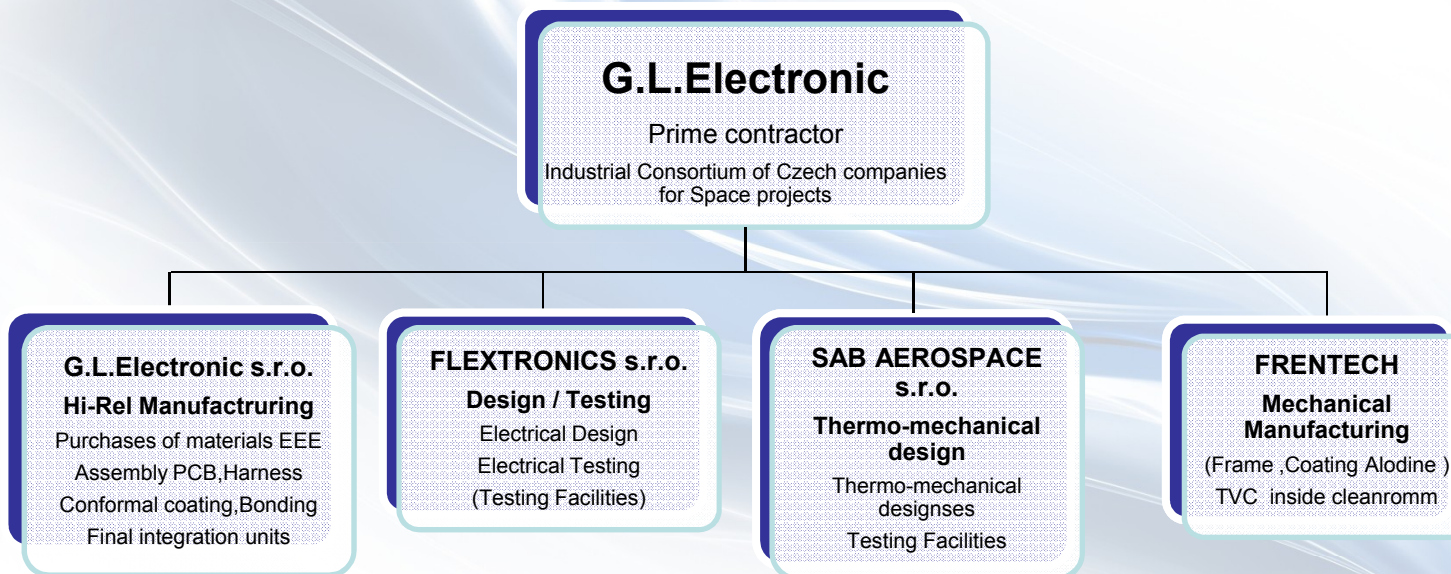 G.L.Electronic
Prime contractor
Industrial Consortium of Czech companies
for Space projects
G.L.Electronic s.r.o.
Hi-Rel Manufactruring
Purchases of materials EEE
Assembly PCB,Harness
Conformal coating,Bonding
Final integration units
FLEXTRONICS s.r.o.
Design / Testing
Electrical Design
Electrical Testing
(Testing Facilities)
SAB AEROSPACE
s.r.o.
Thermo-mechanical
design
Thermo-mechanical
designses
Testing Facilities
FRENTECH
Mechanical
Manufacturing
(Frame ,Coating Alodine )
TVC inside cleanromm